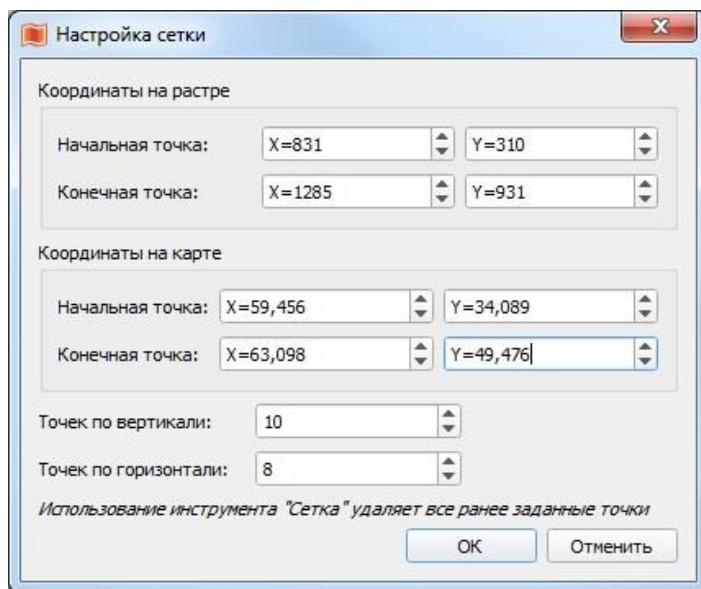 Настройка сетки
Координаты на растре
Начальная точка: X=831 Y=310
Конечная точка: X=1285 Y=931
Координаты на карте
Начальная точка: X=59,456 Y=34,089
Конечная точка: X=63,098 Y=49,476
Точек по вертикали: 10
Точек по горизонтали: 8
Использование инструмента "Сетка" удаляет все ранее заданные точки
ОК Отменить